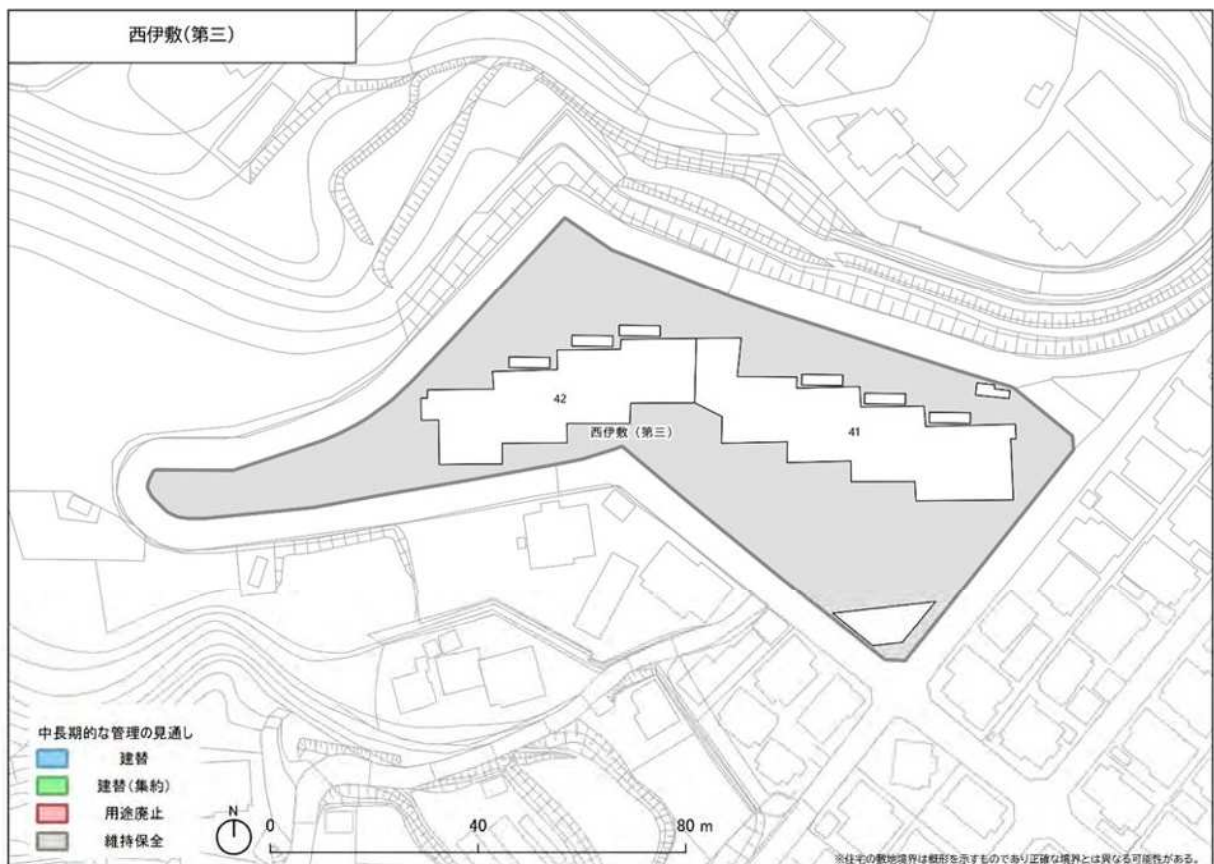 西伊敷(第三)
42
41
西伊敷（第三）
中長期的な管理の見通し
建替
建替(集約)
用途廃止
維持保全
N
0 40 80 m
※住宅の敷地境界は概形を示すものであり正確な境界とは異なる可能性がある。